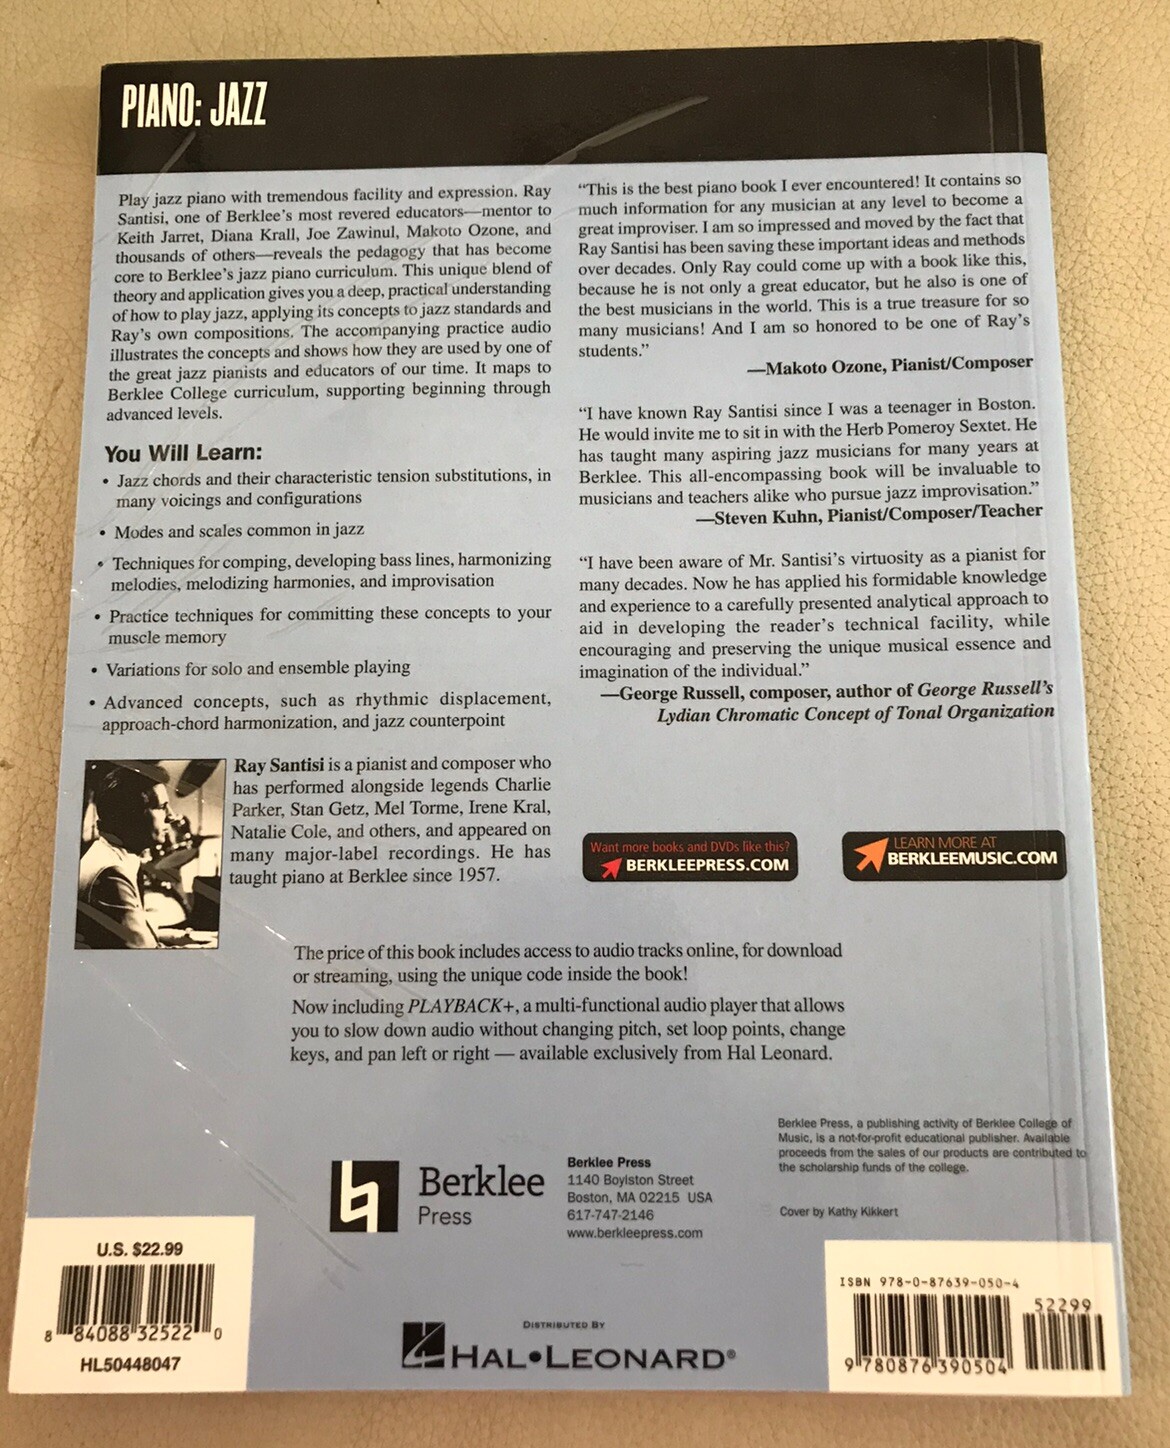 PIANO: JAZZ
Play jazz piano with tremendous facility and expression. Ray
Santisi, one of Berklee's most revered educators—mentor to
Keith Jarret, Diana Krall, Joe Zawinul, Makoto Ozone, and
thousands of others—reveals the pedagogy that has become
core to Berklee's jazz piano curriculum. This unique blend of
theory and application gives you a deep, practical understanding
of how to play jazz, applying its concepts to jazz standards and
Ray's own compositions. The accompanying practice audio
illustrates the concepts and shows how they are used by one of
the great jazz pianists and educators of our time. It maps to
Berklee College curriculum, supporting beginning through
advanced levels.
You Will Learn:
• Jazz chords and their characteristic tension substitutions, in
many voicings and configurations
• Modes and scales common in jazz
• Techniques for comping, developing bass lines, harmonizing
melodies, melodizing harmonies, and improvisation
• Practice techniques for committing these concepts to your
muscle memory
• Variations for solo and ensemble playing
• Advanced concepts, such as rhythmic displacement,
approach-chord harmonization, and jazz counterpoint
Ray Santisi is a pianist and composer who
has performed alongside legends Charlie
Parker, Stan Getz, Mel Torme, Irene Kral,
Natalie Cole, and others, and appeared on
many major-label recordings. He has
taught piano at Berklee since 1957.
“This is the best piano book I ever encountered! It contains so
much information for any musician at any level to become a
great improviser. I am so impressed and moved by the fact that
Ray Santisi has been saving these important ideas and methods
over decades. Only Ray could come up with a book like this,
because he is not only a great educator, but he also is one of
the best musicians in the world. This is a true treasure for so
many musicians! And I am so honored to be one of Ray's
students.”
—Makoto Ozone, Pianist/Composer
“I have known Ray Santisi since I was a teenager in Boston.
He would invite me to sit in with the Herb Pomeroy Sextet. He
has taught many aspiring jazz musicians for many years at
Berklee. This all-encompassing book will be invaluable to
musicians and teachers alike who pursue jazz improvisation.”
—Steven Kuhn, Pianist/Composer/Teacher
“I have been aware of Mr. Santisi's virtuosity as a pianist for
many decades. Now he has applied his formidable knowledge
and experience to a carefully presented analytical approach to
aid in developing the reader's technical facility, while
encouraging and preserving the unique musical essence and
imagination of the individual.”
—George Russell, composer, author of George Russell's
Lydian Chromatic Concept of Tonal Organization
Want more books and DVDs like this?
BERKLEEPRESS.COM
LEARN MORE AT
BERKLEEMUSIC.COM
The price of this book includes access to audio tracks online, for download
or streaming, using the unique code inside the book!
Now including PLAYBACK+, a multi-functional audio player that allows
you to slow down audio without changing pitch, set loop points, change
keys, and pan left or right — available exclusively from Hal Leonard.
Berklee
Press
Berklee Press
1140 Boylston Street
Boston, MA 02215 USA
617-747-2146
www.berkleepress.com
Berklee Press, a publishing activity of Berklee College of
Music, is a not-for-profit educational publisher. Available
proceeds from the sales of our products are contributed to
the scholarship funds of the college.
Cover by Kathy Kikkert
U.S. $22.99
8 84088 32522 0
HL50448047
DISTRIBUTED BY
HAL•LEONARD®
ISBN 978-0-87639-050-4
52299
9 780876 390504